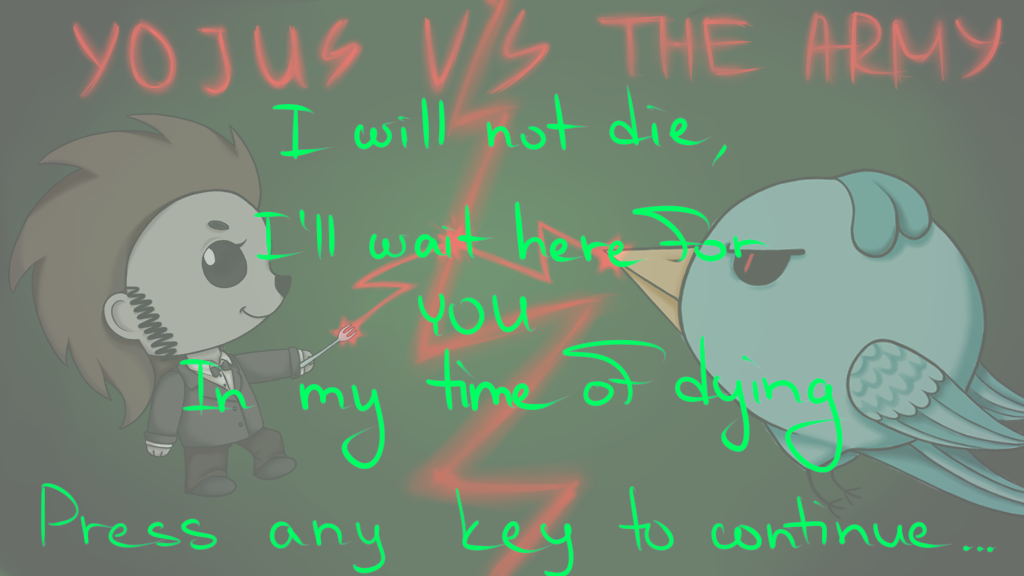 YOJUS V/S THE ARMY
I will not die,
I'll wait here for
YOU
In my time of dying
Press any key to continue...